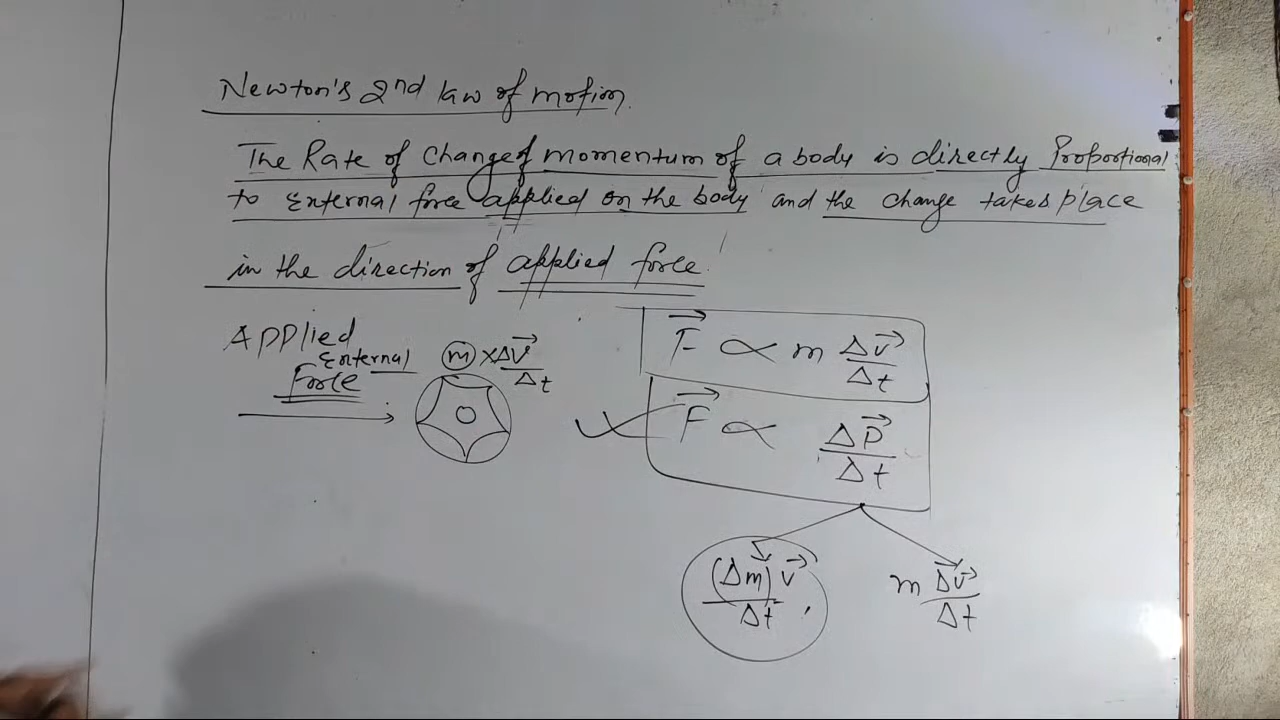 Newton's 2nd law of motion.
The Rate of Change of momentum of a body is directly Proportional
to External force applied on the body and the change takes place
in the direction of applied force.
Applied
External
Force
m × Δv⃗ / Δt
F⃗ ∝ m Δv⃗ / Δt
F⃗ ∝ Δp⃗ / Δt
(Δm) v⃗ / Δt
m Δv⃗ / Δt